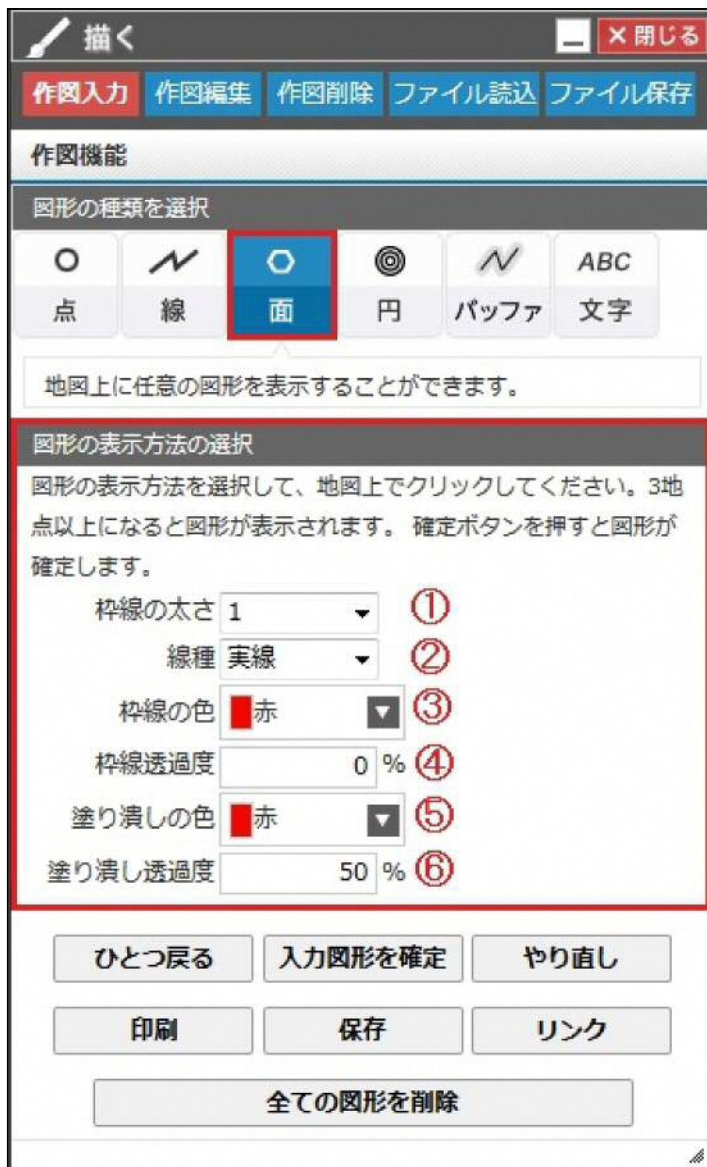 描く
× 閉じる
作図入力 作図編集 作図削除 ファイル読込 ファイル保存
作図機能
図形の種類を選択
ABC
点 線 面 円 バッファ 文字
地図上に任意の図形を表示することができます。
図形の表示方法の選択
図形の表示方法を選択して、地図上でクリックしてください。3地
点以上になると図形が表示されます。 確定ボタンを押すと図形が
確定します。
枠線の太さ 1 ①
線種 実線 ②
枠線の色 赤 ③
枠線透過度 0 % ④
塗り潰しの色 赤 ⑤
塗り潰し透過度 50 % ⑥
ひとつ戻る 入力図形を確定 やり直し
印刷 保存 リンク
全ての図形を削除